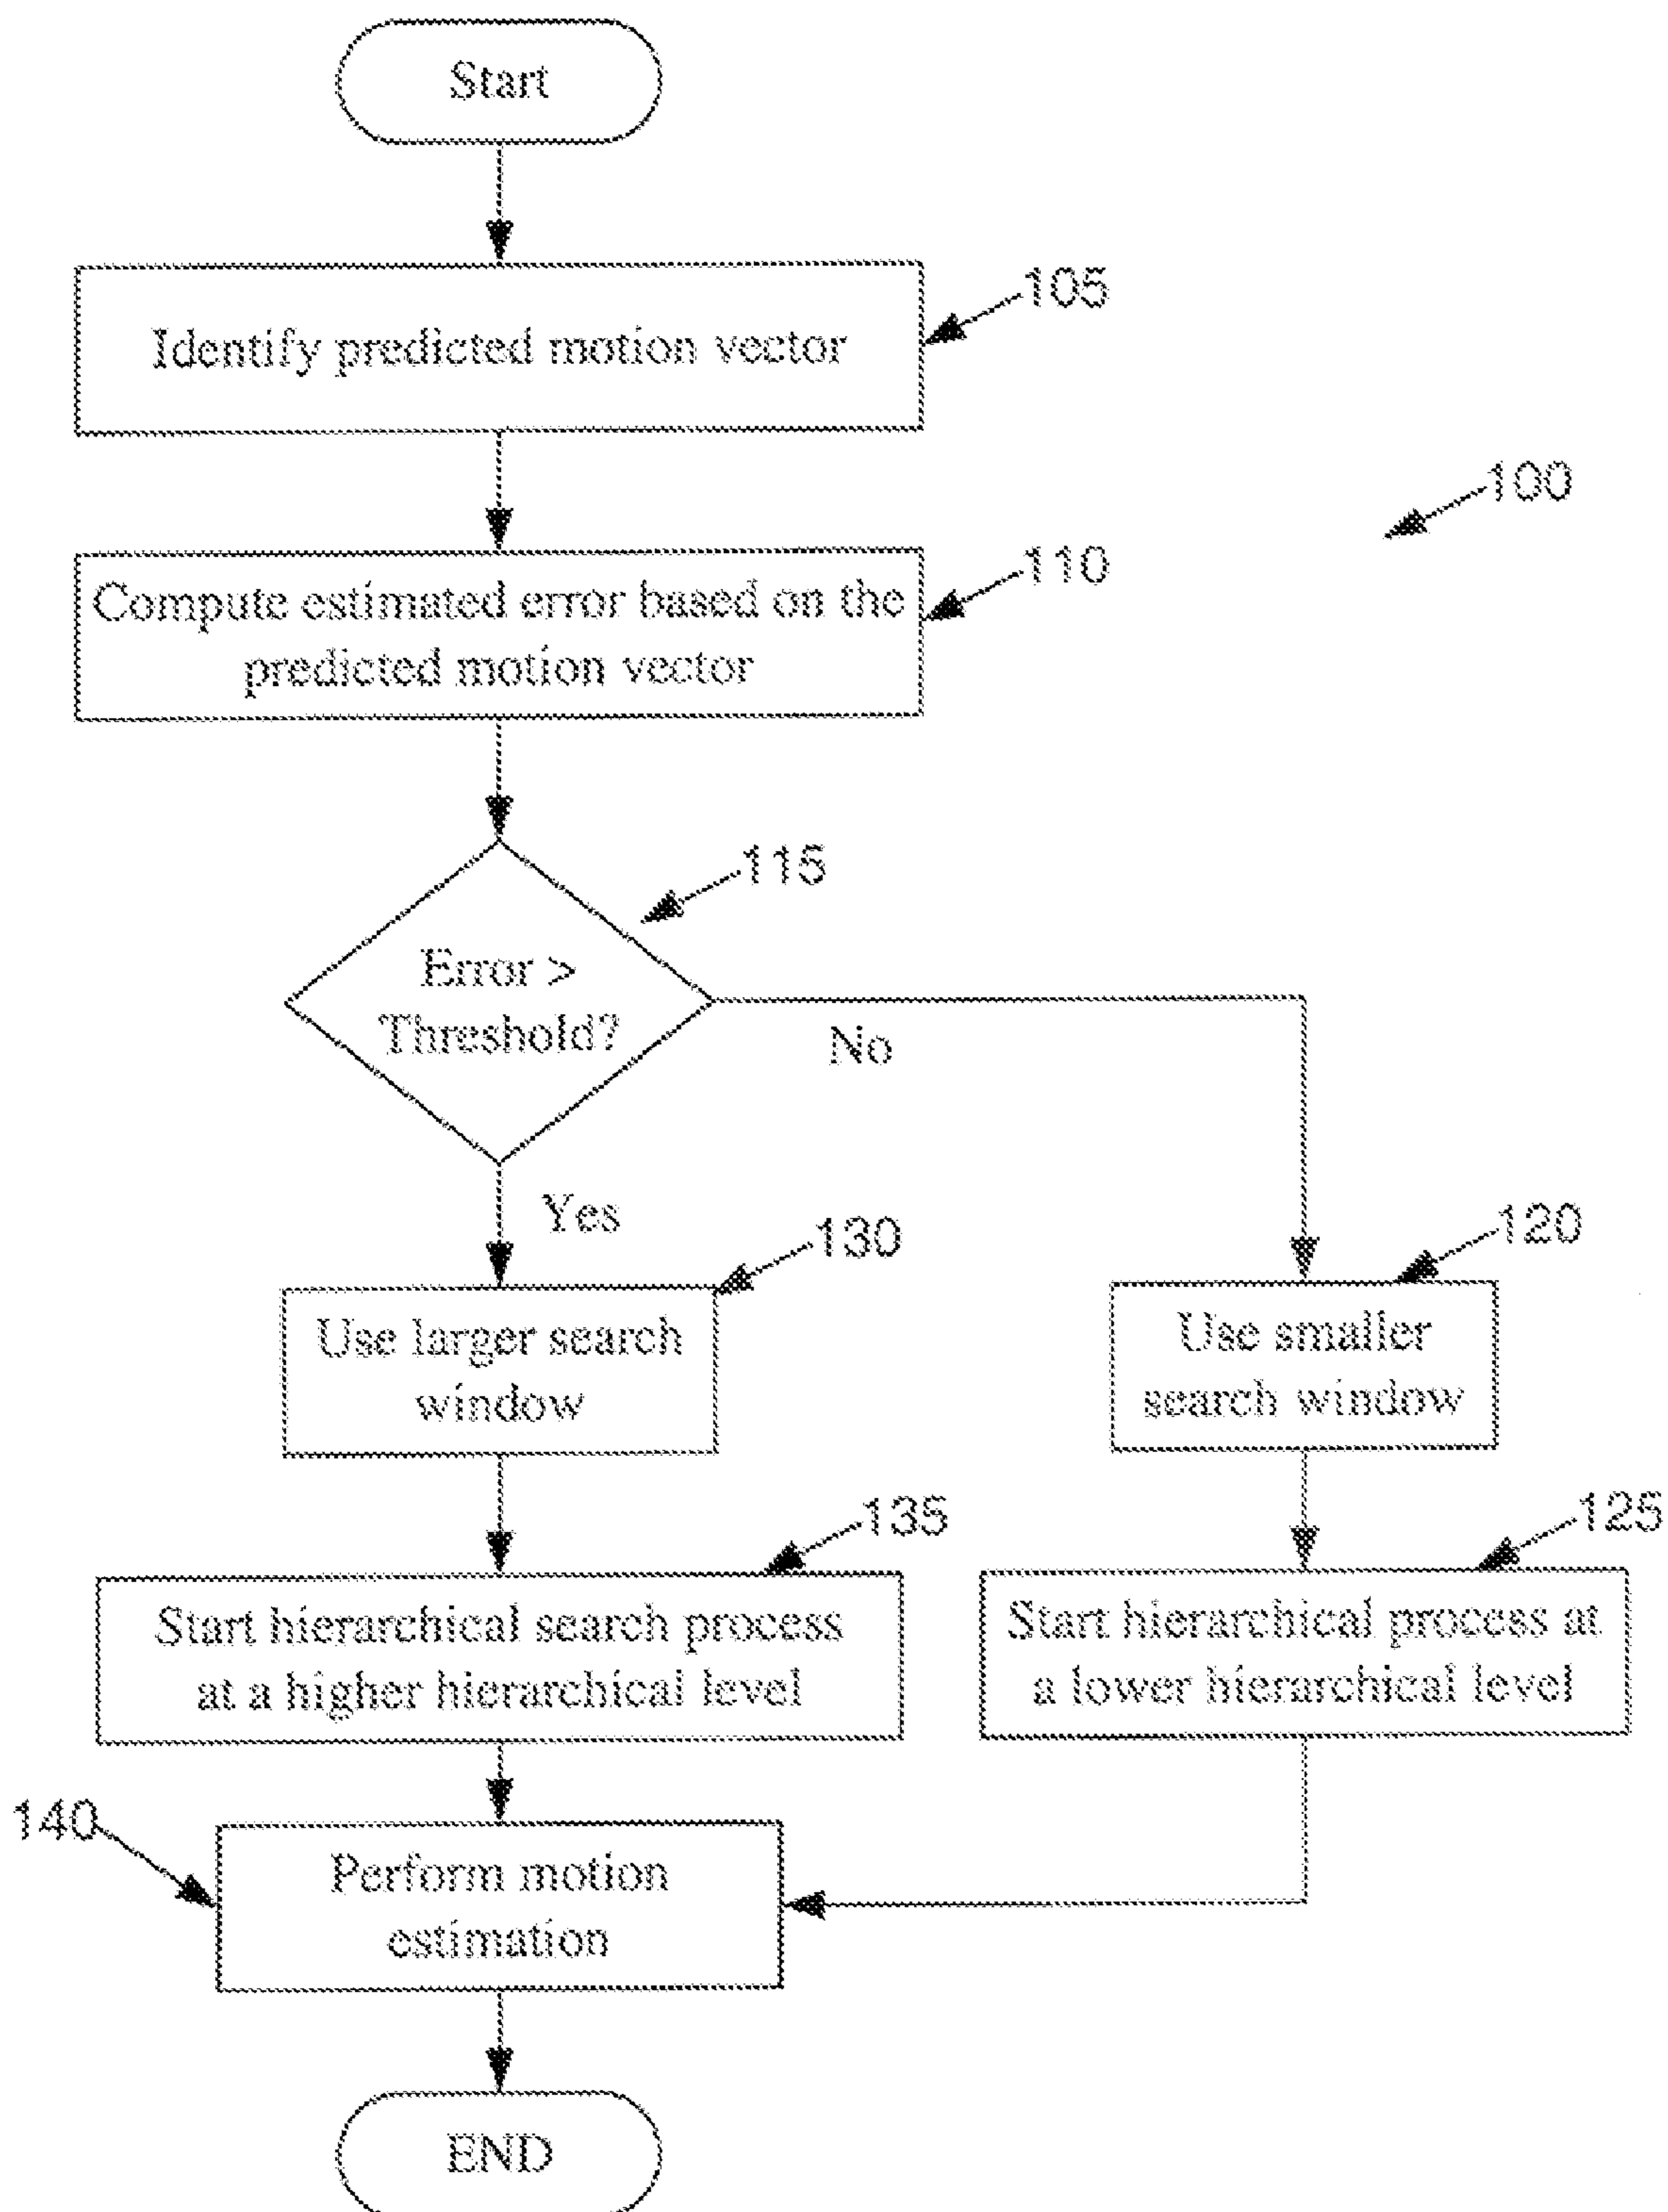 Start
105
Identify predicted motion vector
100
110
Compute estimated error based on the
predicted motion vector
115
Error >
Threshold?
No
Yes
130
120
Use larger search
window
Use smaller
search window
135
125
Start hierarchical search process
at a higher hierarchical level
Start hierarchical process at
a lower hierarchical level
140
Perform motion
estimation
END